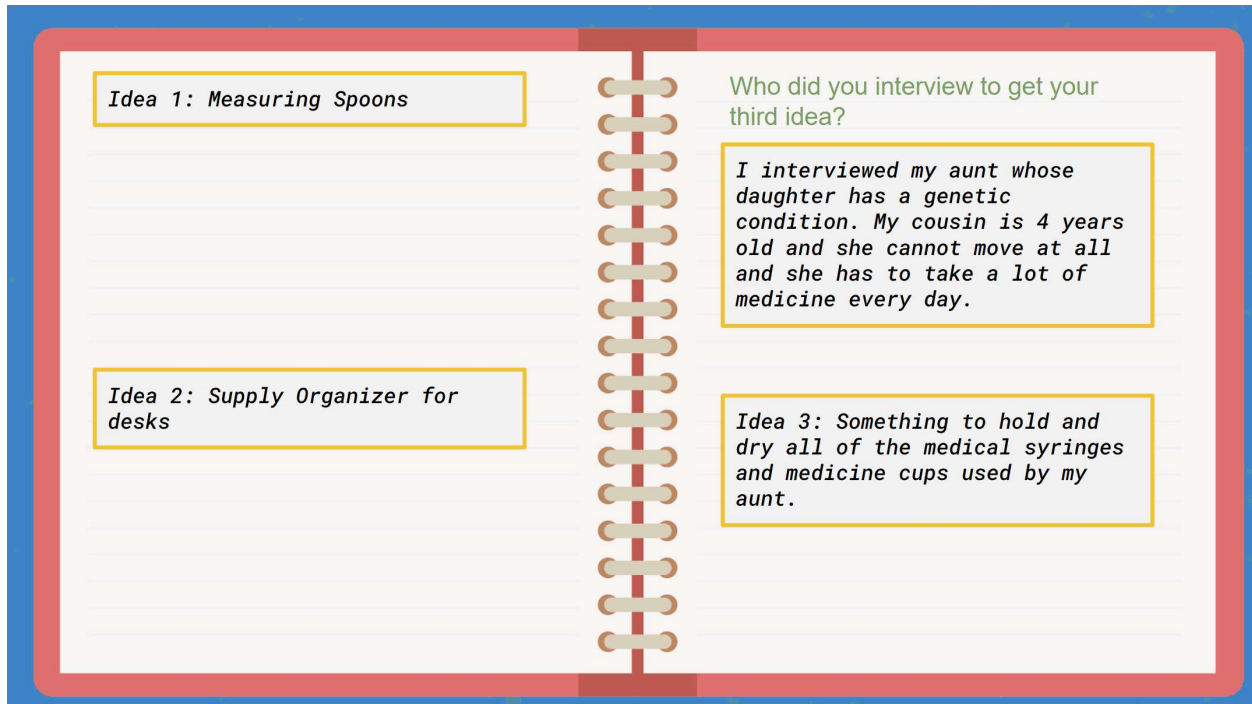 Idea 1: Measuring Spoons
Idea 2: Supply Organizer for
desks
Who did you interview to get your
third idea?
I interviewed my aunt whose
daughter has a genetic
condition. My cousin is 4 years
old and she cannot move at all
and she has to take a lot of
medicine every day.
Idea 3: Something to hold and
dry all of the medical syringes
and medicine cups used by my
aunt.